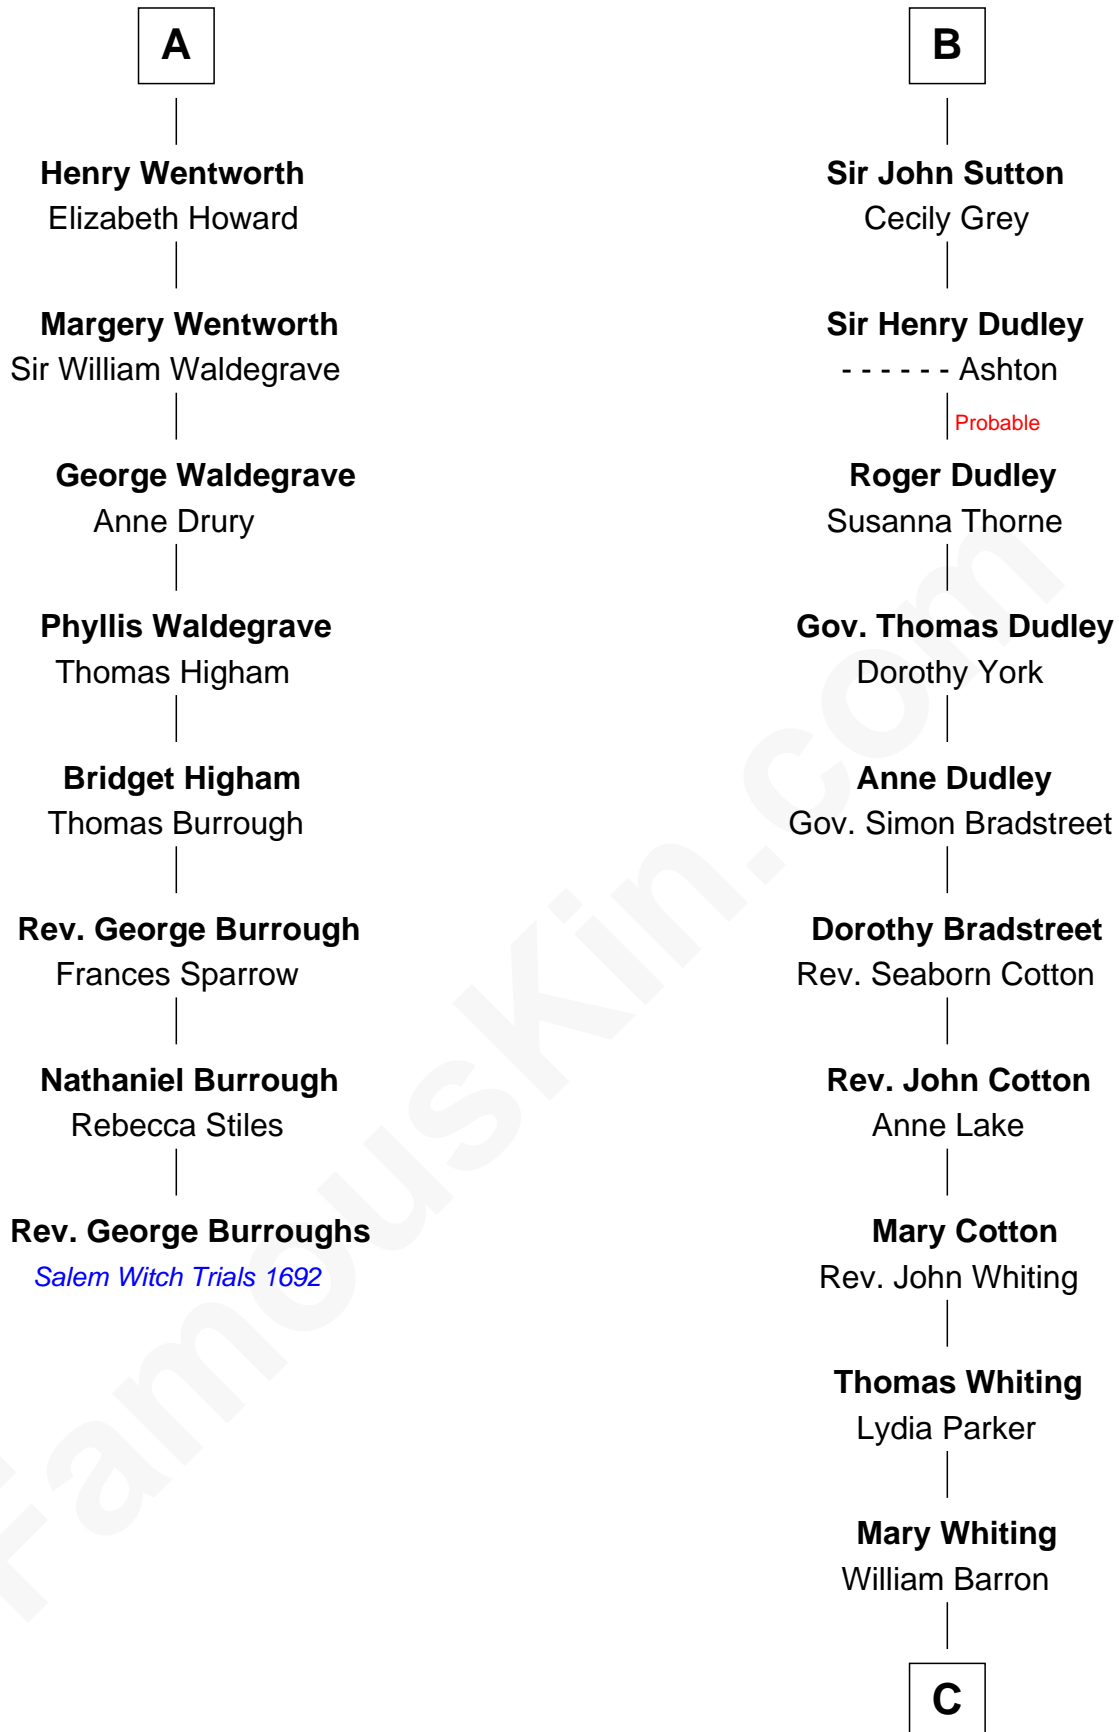 A
Henry Wentworth
Elizabeth Howard
Margery Wentworth
Sir William Waldegrave
George Waldegrave
Anne Drury
Phyllis Waldegrave
Thomas Higham
Bridget Higham
Thomas Burrough
Rev. George Burrough
Frances Sparrow
Nathaniel Burrough
Rebecca Stiles
Rev. George Burroughs
Salem Witch Trials 1692
B
Sir John Sutton
Cecily Grey
Sir Henry Dudley
- - - - - - Ashton
Probable
Roger Dudley
Susanna Thorne
Gov. Thomas Dudley
Dorothy York
Anne Dudley
Gov. Simon Bradstreet
Dorothy Bradstreet
Rev. Seaborn Cotton
Rev. John Cotton
Anne Lake
Mary Cotton
Rev. John Whiting
Thomas Whiting
Lydia Parker
Mary Whiting
William Barron
C
FamousKin.com